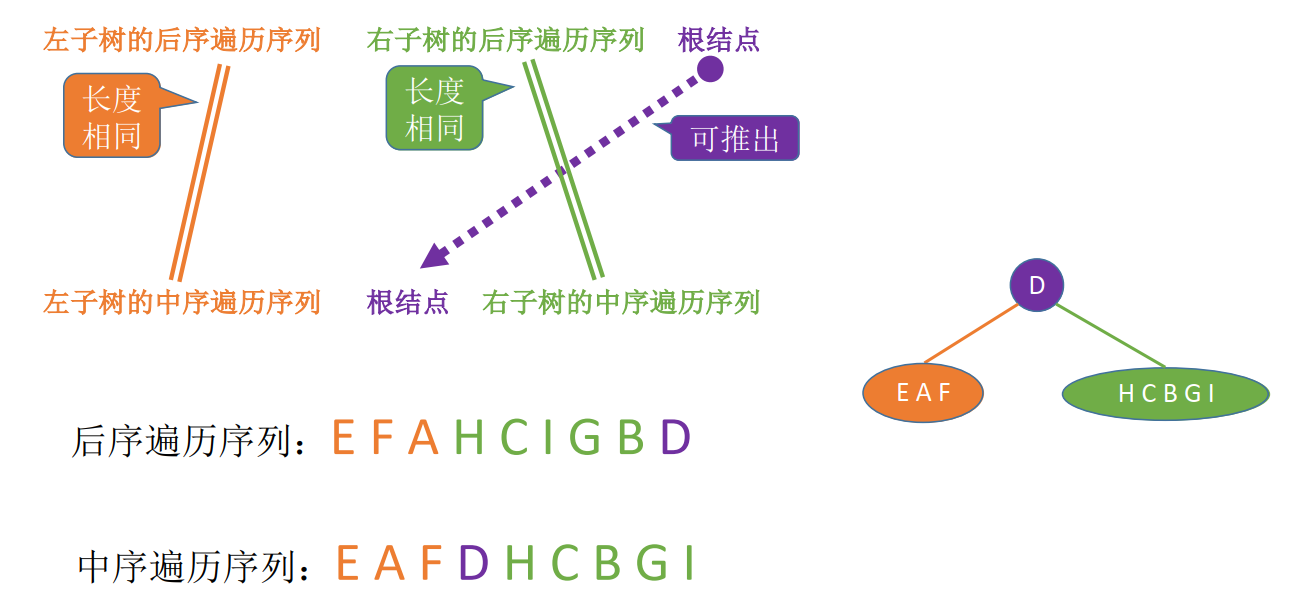 左子树的后序遍历序列 右子树的后序遍历序列 根结点
长度
相同
长度
相同
可推出
左子树的中序遍历序列 根结点 右子树的中序遍历序列
D
E A F
H C B G I
后序遍历序列：E F A H C I G B D
中序遍历序列：E A F D H C B G I